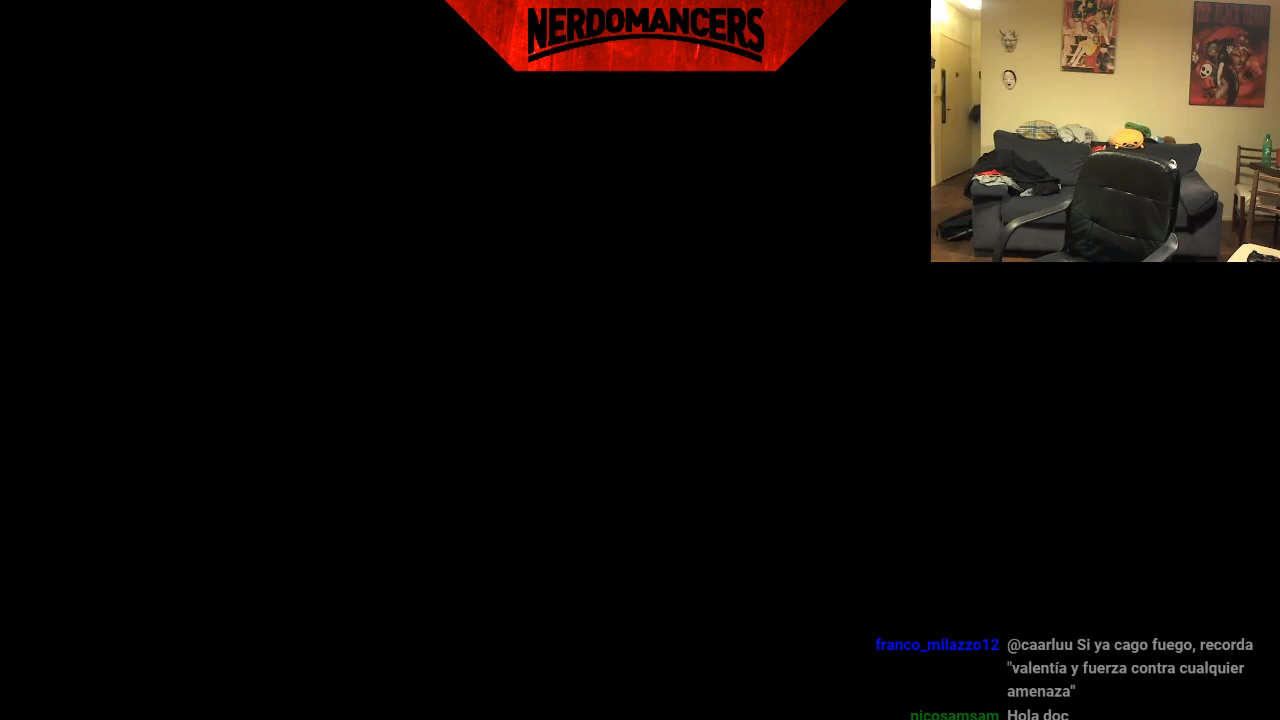 NERDOMANCERS
franco_milazzo12 @caarluu Si ya cago fuego, recorda
"valentía y fuerza contra cualquier
amenaza"
nicosamsam Hola doc